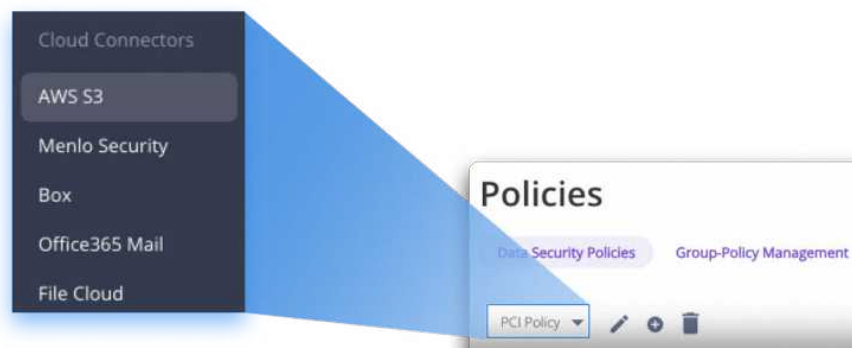 Cloud Connectors
AWS S3
Menlo Security
Box
Office365 Mail
File Cloud
Policies
Data Security Policies
Group-Policy Management
PCI Policy